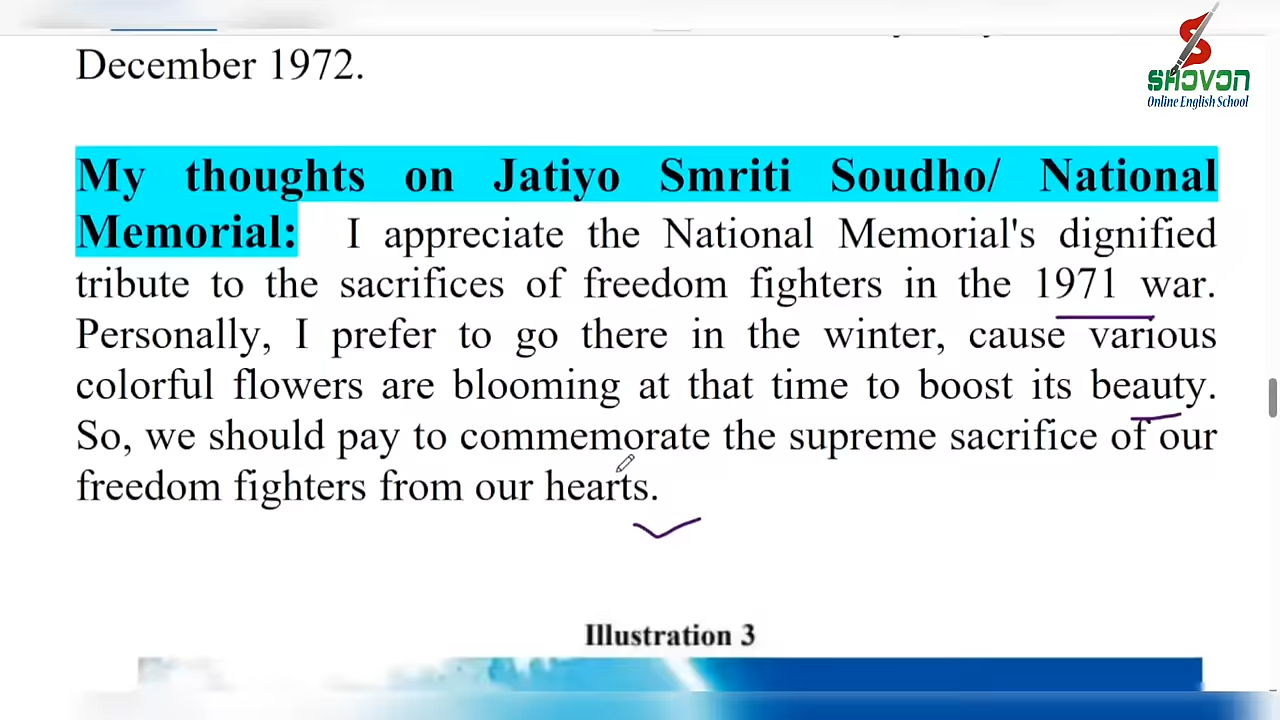 December 1972.
SHOVON
Online English School
My thoughts on Jatiyo Smriti Soudho/ National
Memorial: I appreciate the National Memorial's dignified
tribute to the sacrifices of freedom fighters in the 1971 war.
Personally, I prefer to go there in the winter, cause various
colorful flowers are blooming at that time to boost its beauty.
So, we should pay to commemorate the supreme sacrifice of our
freedom fighters from our hearts.
Illustration 3